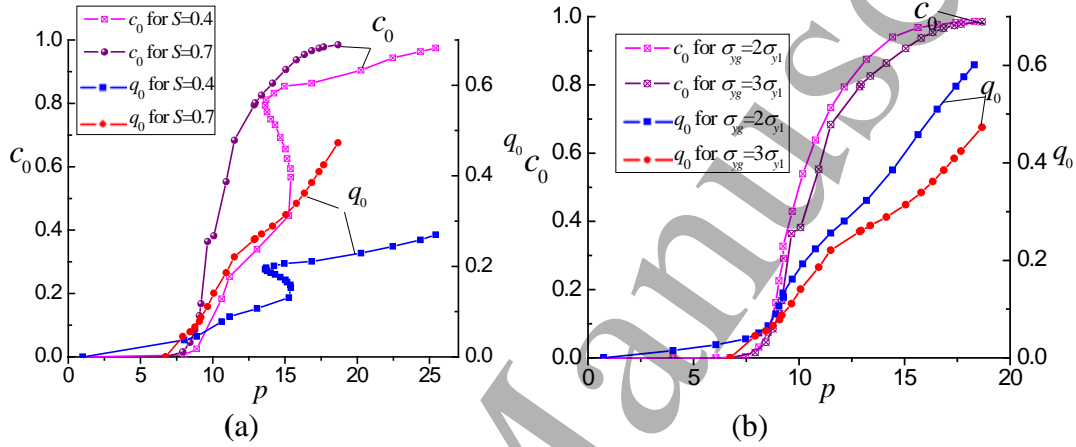 c₀ for S=0.4
c₀ for S=0.7
q₀ for S=0.4
q₀ for S=0.7
c₀
q₀
1.0
0.8
0.6
0.4
0.2
0.0
c₀
0.6
0.4
0.2
0.0
q₀
0 5 10 15 20 25
p
(a)
c₀ for σyg=2σy1
c₀ for σyg=3σy1
q₀ for σyg=2σy1
q₀ for σyg=3σy1
c₀
q₀
1.0
0.8
0.6
0.4
0.2
0.0
c₀
0.6
0.4
0.2
0.0
q₀
0 5 10 15 20
p
(b)